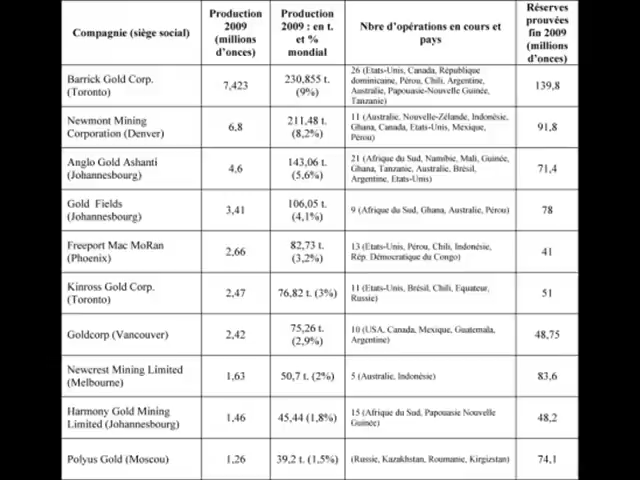 Compagnie (siège social)
Production
2009
(millions
d'onces)
Production
2009 : en t.
et %
mondial
Nbre d'opérations en cours et
pays
Réserves
prouvées
fin 2009
(millions
d'onces)
Barrick Gold Corp.
(Toronto)
7,423
230,855 t.
(9%)
26 (Etats-Unis, Canada, République
dominicaine, Pérou, Chili, Argentine,
Australie, Papouasie-Nouvelle Guinée,
Tanzanie)
139,8
Newmont Mining
Corporation (Denver)
6,8
211,48 t.
(8,2%)
11 (Australie, Nouvelle-Zélande, Indonésie,
Ghana, Canada, Etats-Unis, Mexique,
Pérou)
91,8
Anglo Gold Ashanti
(Johannesbourg)
4,6
143,06 t.
(5,6%)
21 (Afrique du Sud, Namibie, Mali, Guinée,
Ghana, Tanzanie, Australie, Brésil,
Argentine, Etats-Unis)
71,4
Gold Fields
(Johannesbourg)
3,41
106,05 t.
(4,1%)
9 (Afrique du Sud, Ghana, Australie, Pérou)
78
Freeport Mac MoRan
(Phoenix)
2,66
82,73 t.
(3,2%)
13 (Etats-Unis, Pérou, Chili, Indonésie,
Rép. Démocratique du Congo)
41
Kinross Gold Corp.
(Toronto)
2,47
76,82 t. (3%)
11 (Etats-Unis, Brésil, Chili, Equateur,
Russie)
51
Goldcorp (Vancouver)
2,42
75,26 t.
(2,9%)
10 (USA, Canada, Mexique, Guatemala,
Argentine)
48,75
Newcrest Mining Limited
(Melbourne)
1,63
50,7 t. (2%)
5 (Australie, Indonésie)
83,6
Harmony Gold Mining
Limited (Johannesbourg)
1,46
45,44 (1,8%)
15 (Afrique du Sud, Papouasie Nouvelle
Guinée)
48,2
Polyus Gold (Moscou)
1,26
39,2 t. (1,5%)
(Russie, Kazakhstan, Roumanie, Kirgizstan)
74,1